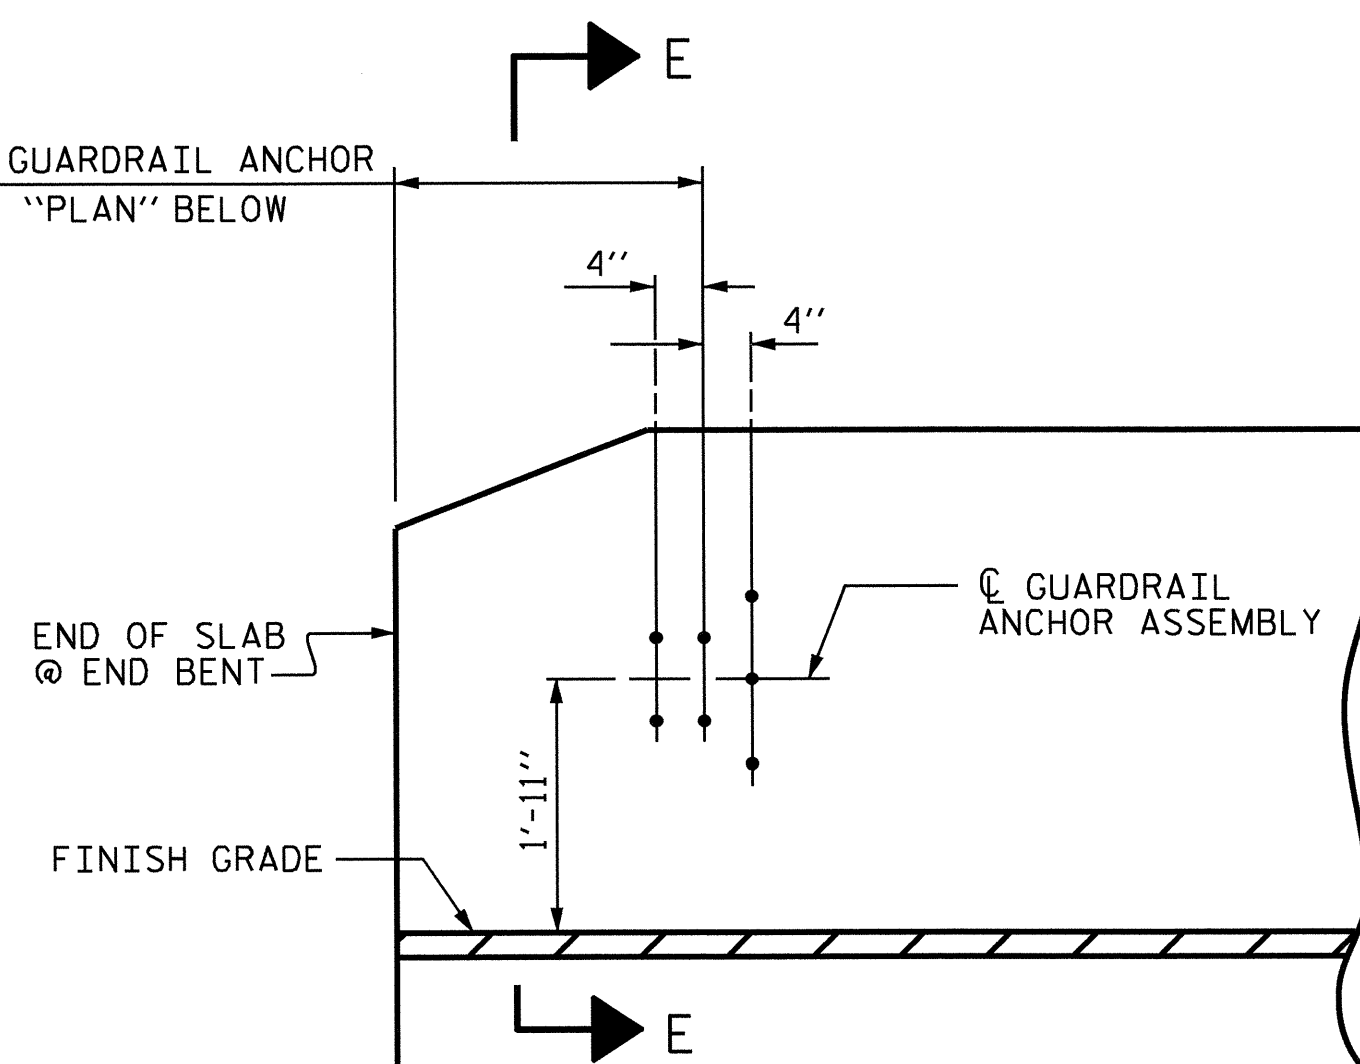 E
GUARDRAIL ANCHOR
"PLAN" BELOW
4"
4"
℄ GUARDRAIL
ANCHOR ASSEMBLY
END OF SLAB
@ END BENT
1'-11"
FINISH GRADE
E